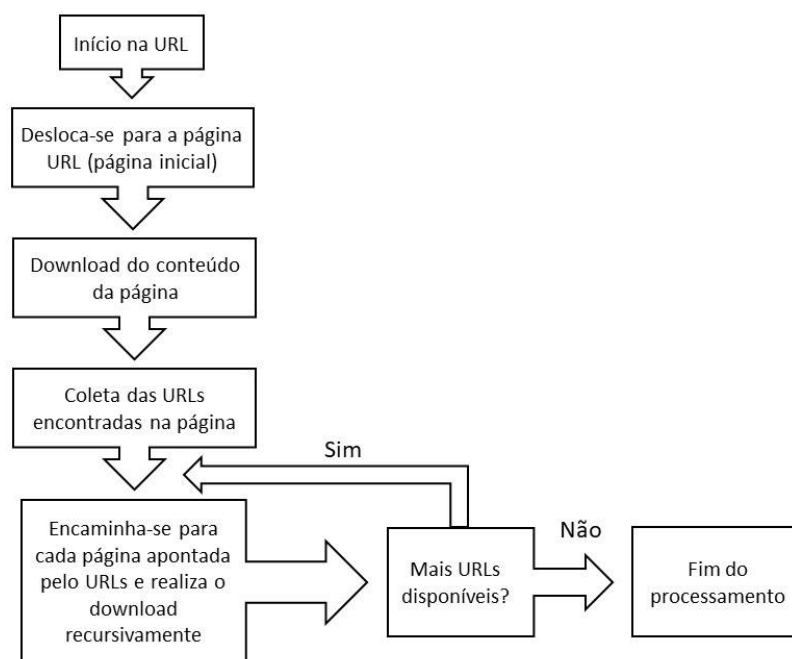 Início na URL
Desloca-se para a página
URL (página inicial)
Download do conteúdo
da página
Coleta das URLs
encontradas na página
Sim
Encaminha-se para
cada página apontada
pelo URLs e realiza o
download
recursivamente
Mais URLs
disponíveis?
Não
Fim do
processamento